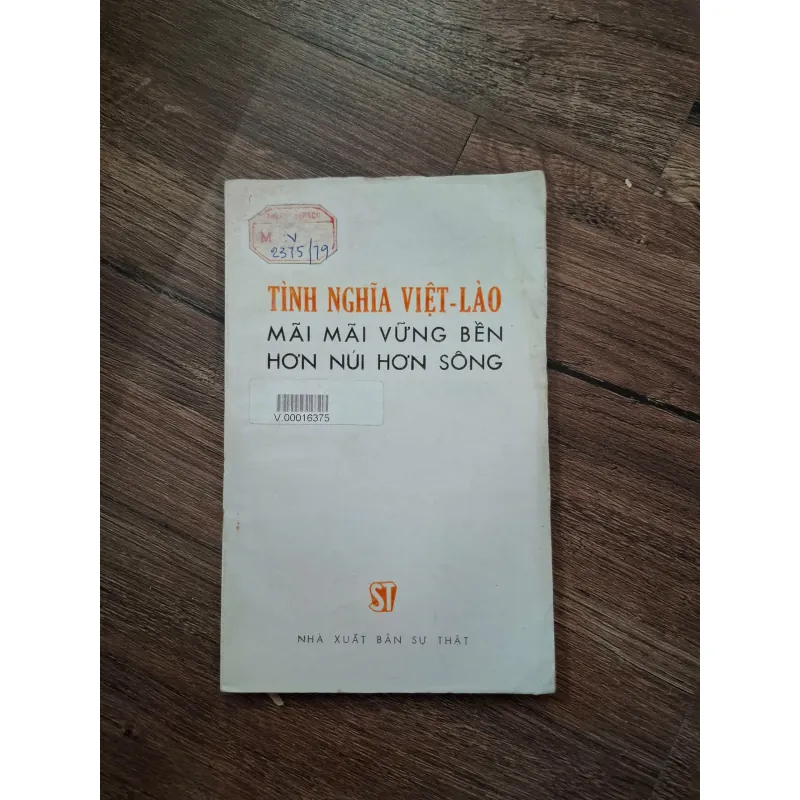 M V
2375/79
TÌNH NGHĨA VIỆT-LÀO
MÃI MÃI VỮNG BỀN
HƠN NÚI HƠN SÔNG
V.00016375
ST
NHÀ XUẤT BẢN SỰ THẬT